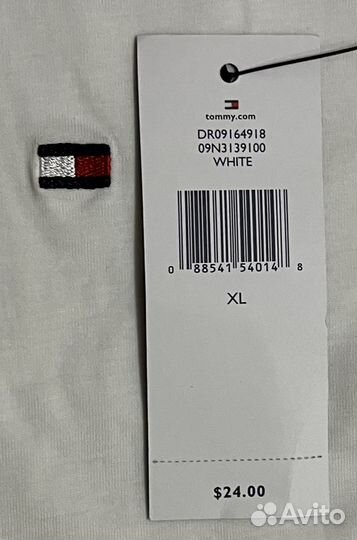 tommy.com
DR09164918
09N3139100
WHITE
0 88541 54014 8
XL
$24.00
Avito